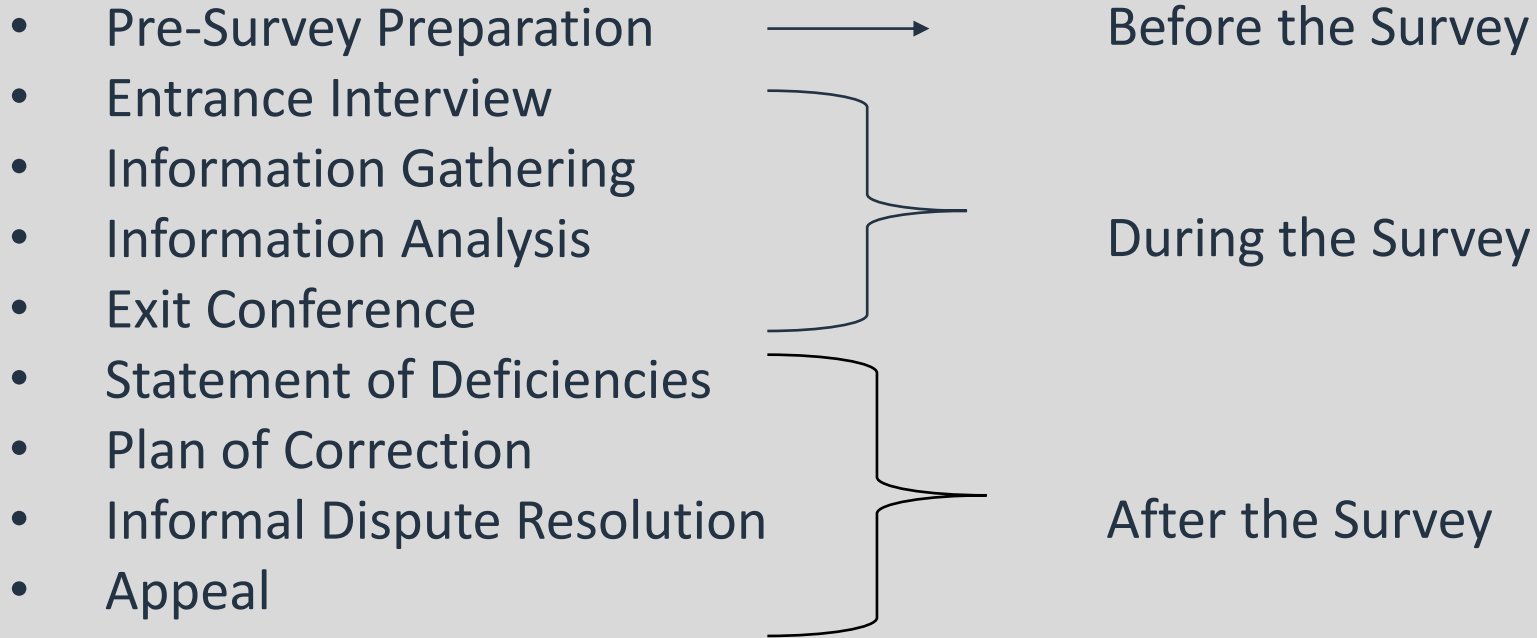 • Pre-Survey Preparation Before the Survey
• Entrance Interview
• Information Gathering
• Information Analysis During the Survey
• Exit Conference
• Statement of Deficiencies
• Plan of Correction
• Informal Dispute Resolution After the Survey
• Appeal